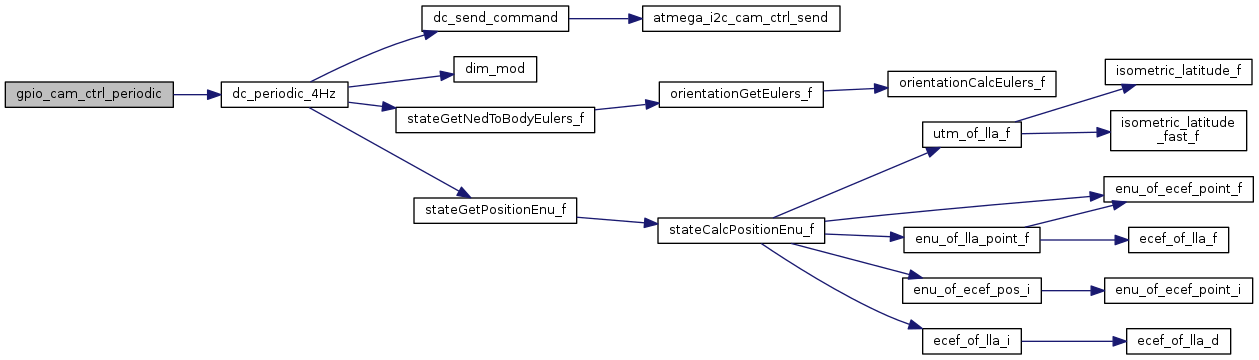 gpio_cam_ctrl_periodic
dc_periodic_4Hz
dc_send_command
atmega_i2c_cam_ctrl_send
dim_mod
stateGetNedToBodyEulers_f
orientationGetEulers_f
orientationCalcEulers_f
stateGetPositionEnu_f
stateCalcPositionEnu_f
utm_of_lla_f
isometric_latitude_f
isometric_latitude
_fast_f
enu_of_ecef_point_f
enu_of_lla_point_f
ecef_of_lla_f
enu_of_ecef_pos_i
enu_of_ecef_point_i
ecef_of_lla_i
ecef_of_lla_d